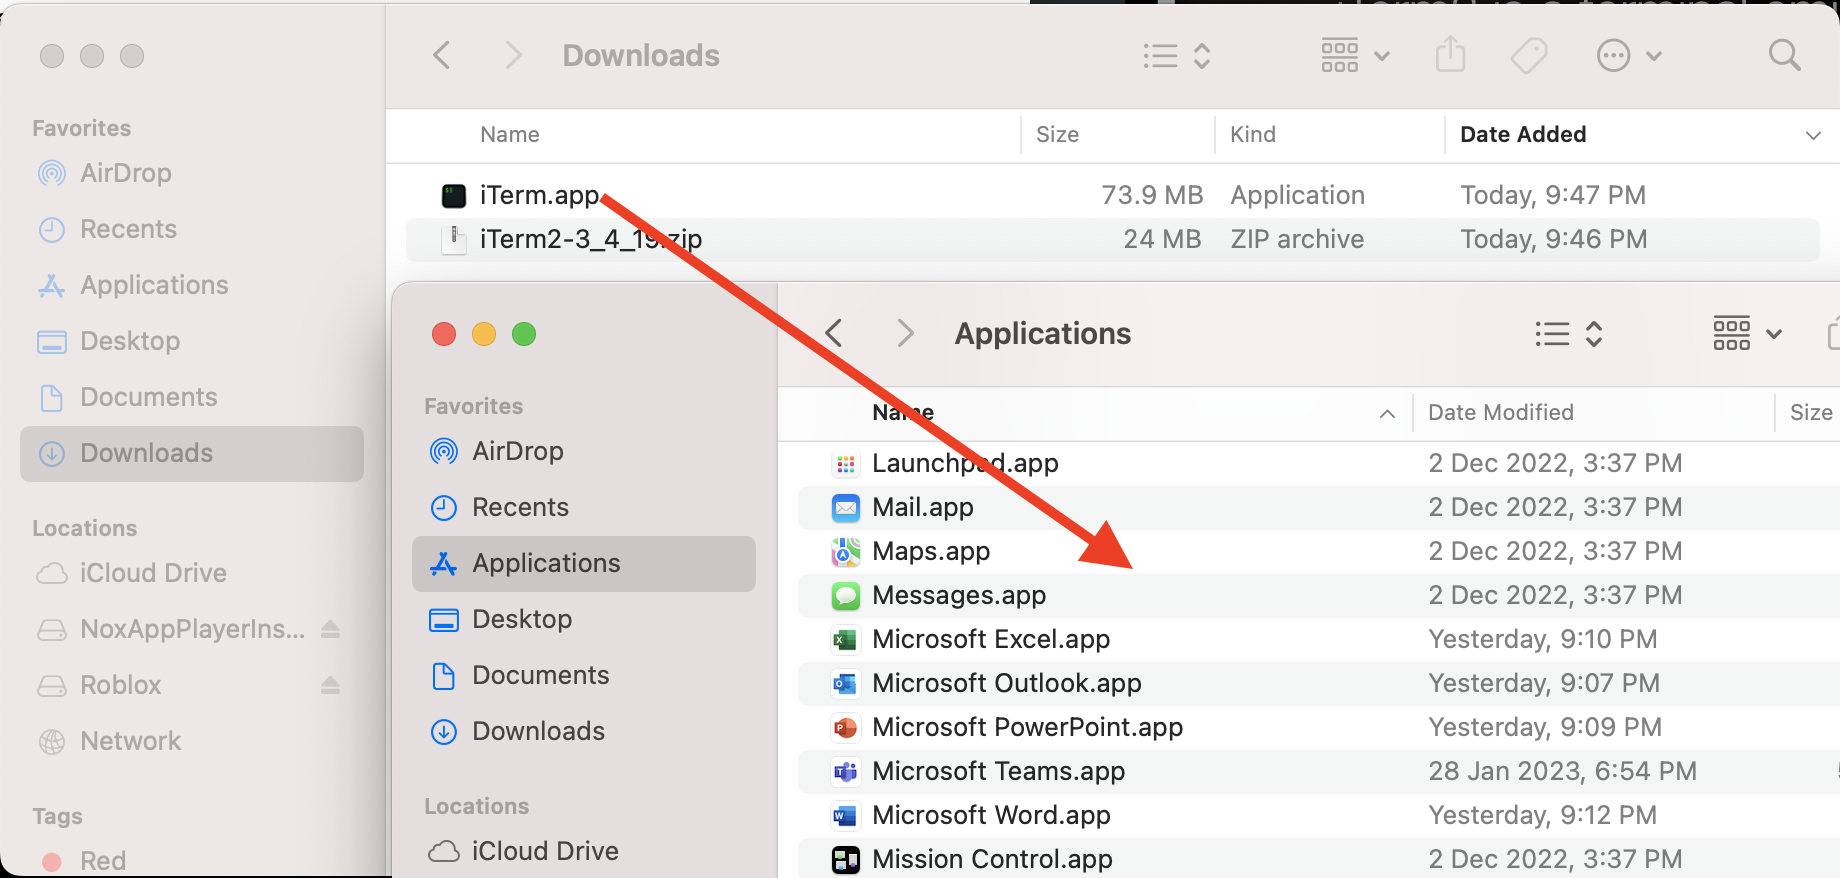 Downloads
Favorites
AirDrop
Recents
Applications
Desktop
Documents
Downloads
Locations
iCloud Drive
NoxAppPlayerIns...
Roblox
Network
Tags
Red
Name Size Kind Date Added
iTerm.app 73.9 MB Application Today, 9:47 PM
iTerm2-3_4_19.zip 24 MB ZIP archive Today, 9:46 PM
Applications
Favorites
AirDrop
Recents
Applications
Desktop
Documents
Downloads
Locations
iCloud Drive
Name Date Modified Size
Launchpad.app 2 Dec 2022, 3:37 PM
Mail.app 2 Dec 2022, 3:37 PM
Maps.app 2 Dec 2022, 3:37 PM
Messages.app 2 Dec 2022, 3:37 PM
Microsoft Excel.app Yesterday, 9:10 PM
Microsoft Outlook.app Yesterday, 9:07 PM
Microsoft PowerPoint.app Yesterday, 9:09 PM
Microsoft Teams.app 28 Jan 2023, 6:54 PM
Microsoft Word.app Yesterday, 9:12 PM
Mission Control.app 2 Dec 2022, 3:37 PM